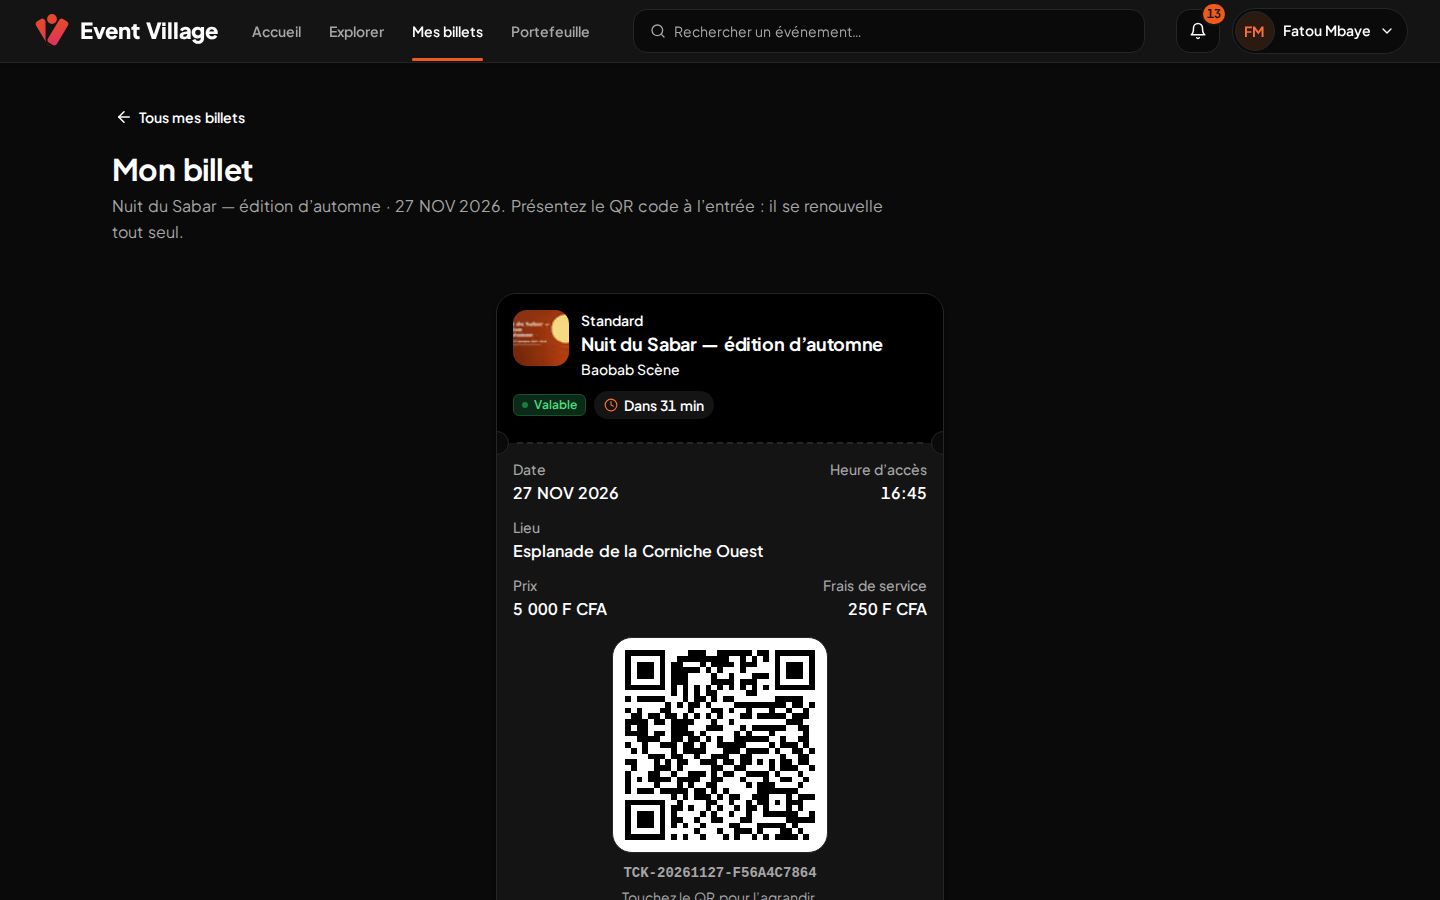 Event Village
Accueil
Explorer
Mes billets
Portefeuille
Rechercher un événement…
13
FM
Fatou Mbaye
Tous mes billets
Mon billet
Nuit du Sabar — édition d’automne · 27 NOV 2026. Présentez le QR code à l’entrée : il se renouvelle
tout seul.
Standard
Nuit du Sabar — édition d’automne
Baobab Scène
Valable
Dans 31 min
Date
Heure d’accès
27 NOV 2026
16:45
Lieu
Esplanade de la Corniche Ouest
Prix
Frais de service
5 000 F CFA
250 F CFA
TCK-20261127-F56A4C7864
Touchez le QR pour l’agrandir